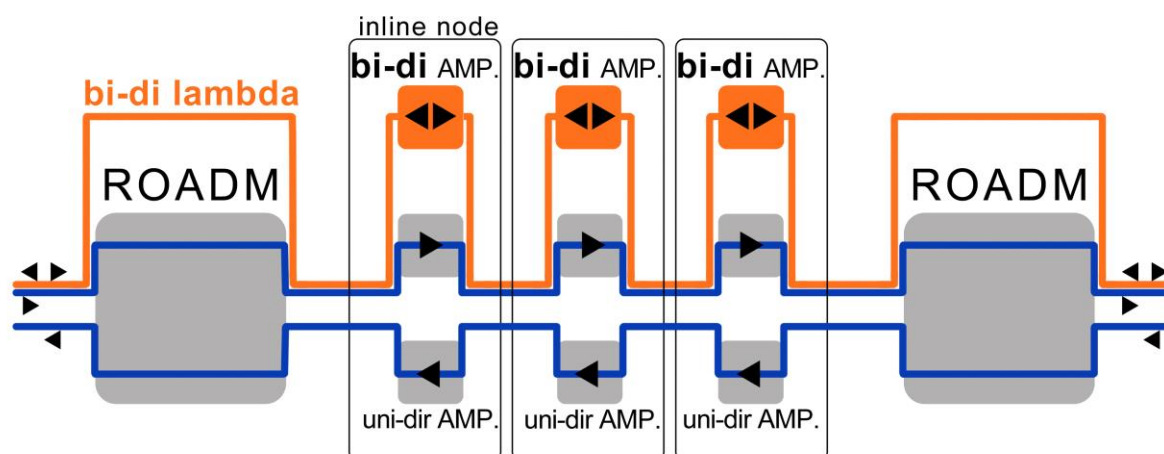 inline node
bi-di AMP.
bi-di AMP.
bi-di AMP.
bi-di lambda
ROADM
ROADM
uni-dir AMP.
uni-dir AMP.
uni-dir AMP.